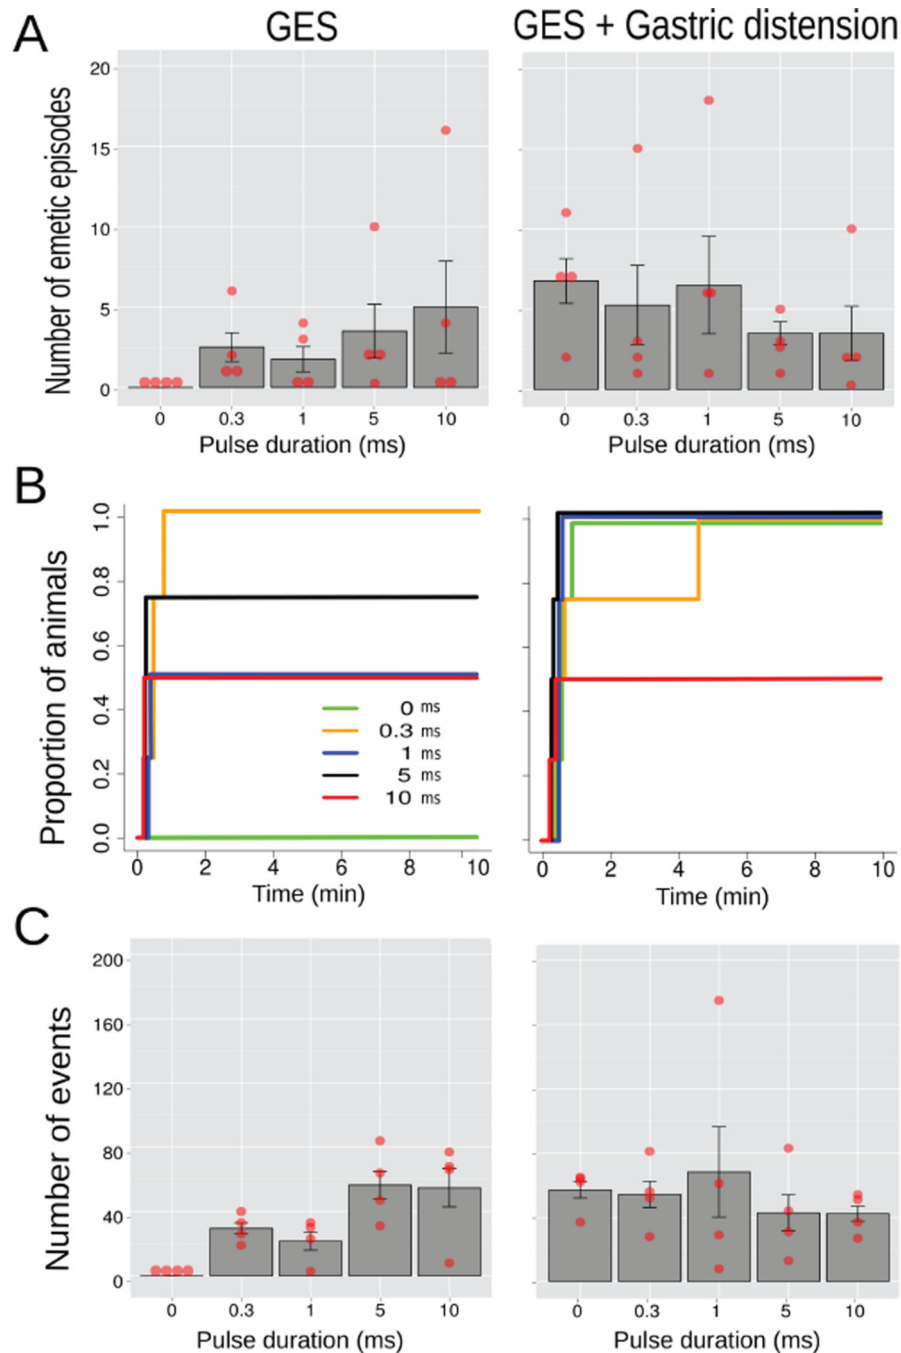 A
GES
GES + Gastric distension
Number of emetic episodes
20
15
10
5
0
0 0.3 1 5 10
Pulse duration (ms)
0 0.3 1 5 10
Pulse duration (ms)
B
Proportion of animals
1.0
0.8
0.6
0.4
0.2
0.0
0 ms
0.3 ms
1 ms
5 ms
10 ms
0 2 4 6 8 10
Time (min)
0 2 4 6 8 10
Time (min)
C
Number of events
200
160
120
80
40
0
0 0.3 1 5 10
Pulse duration (ms)
0 0.3 1 5 10
Pulse duration (ms)